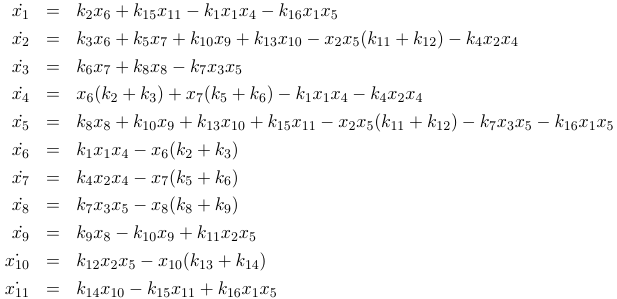 ẋ₁ = k₂x₆ + k₁₅x₁₁ − k₁x₁x₄ − k₁₆x₁x₅
ẋ₂ = k₃x₆ + k₅x₇ + k₁₀x₉ + k₁₃x₁₀ − x₂x₅(k₁₁ + k₁₂) − k₄x₂x₄
ẋ₃ = k₆x₇ + k₈x₈ − k₇x₃x₅
ẋ₄ = x₆(k₂ + k₃) + x₇(k₅ + k₆) − k₁x₁x₄ − k₄x₂x₄
ẋ₅ = k₈x₈ + k₁₀x₉ + k₁₃x₁₀ + k₁₅x₁₁ − x₂x₅(k₁₁ + k₁₂) − k₇x₃x₅ − k₁₆x₁x₅
ẋ₆ = k₁x₁x₄ − x₆(k₂ + k₃)
ẋ₇ = k₄x₂x₄ − x₇(k₅ + k₆)
ẋ₈ = k₇x₃x₅ − x₈(k₈ + k₉)
ẋ₉ = k₉x₈ − k₁₀x₉ + k₁₁x₂x₅
ẋ₁₀ = k₁₂x₂x₅ − x₁₀(k₁₃ + k₁₄)
ẋ₁₁ = k₁₄x₁₀ − k₁₅x₁₁ + k₁₆x₁x₅